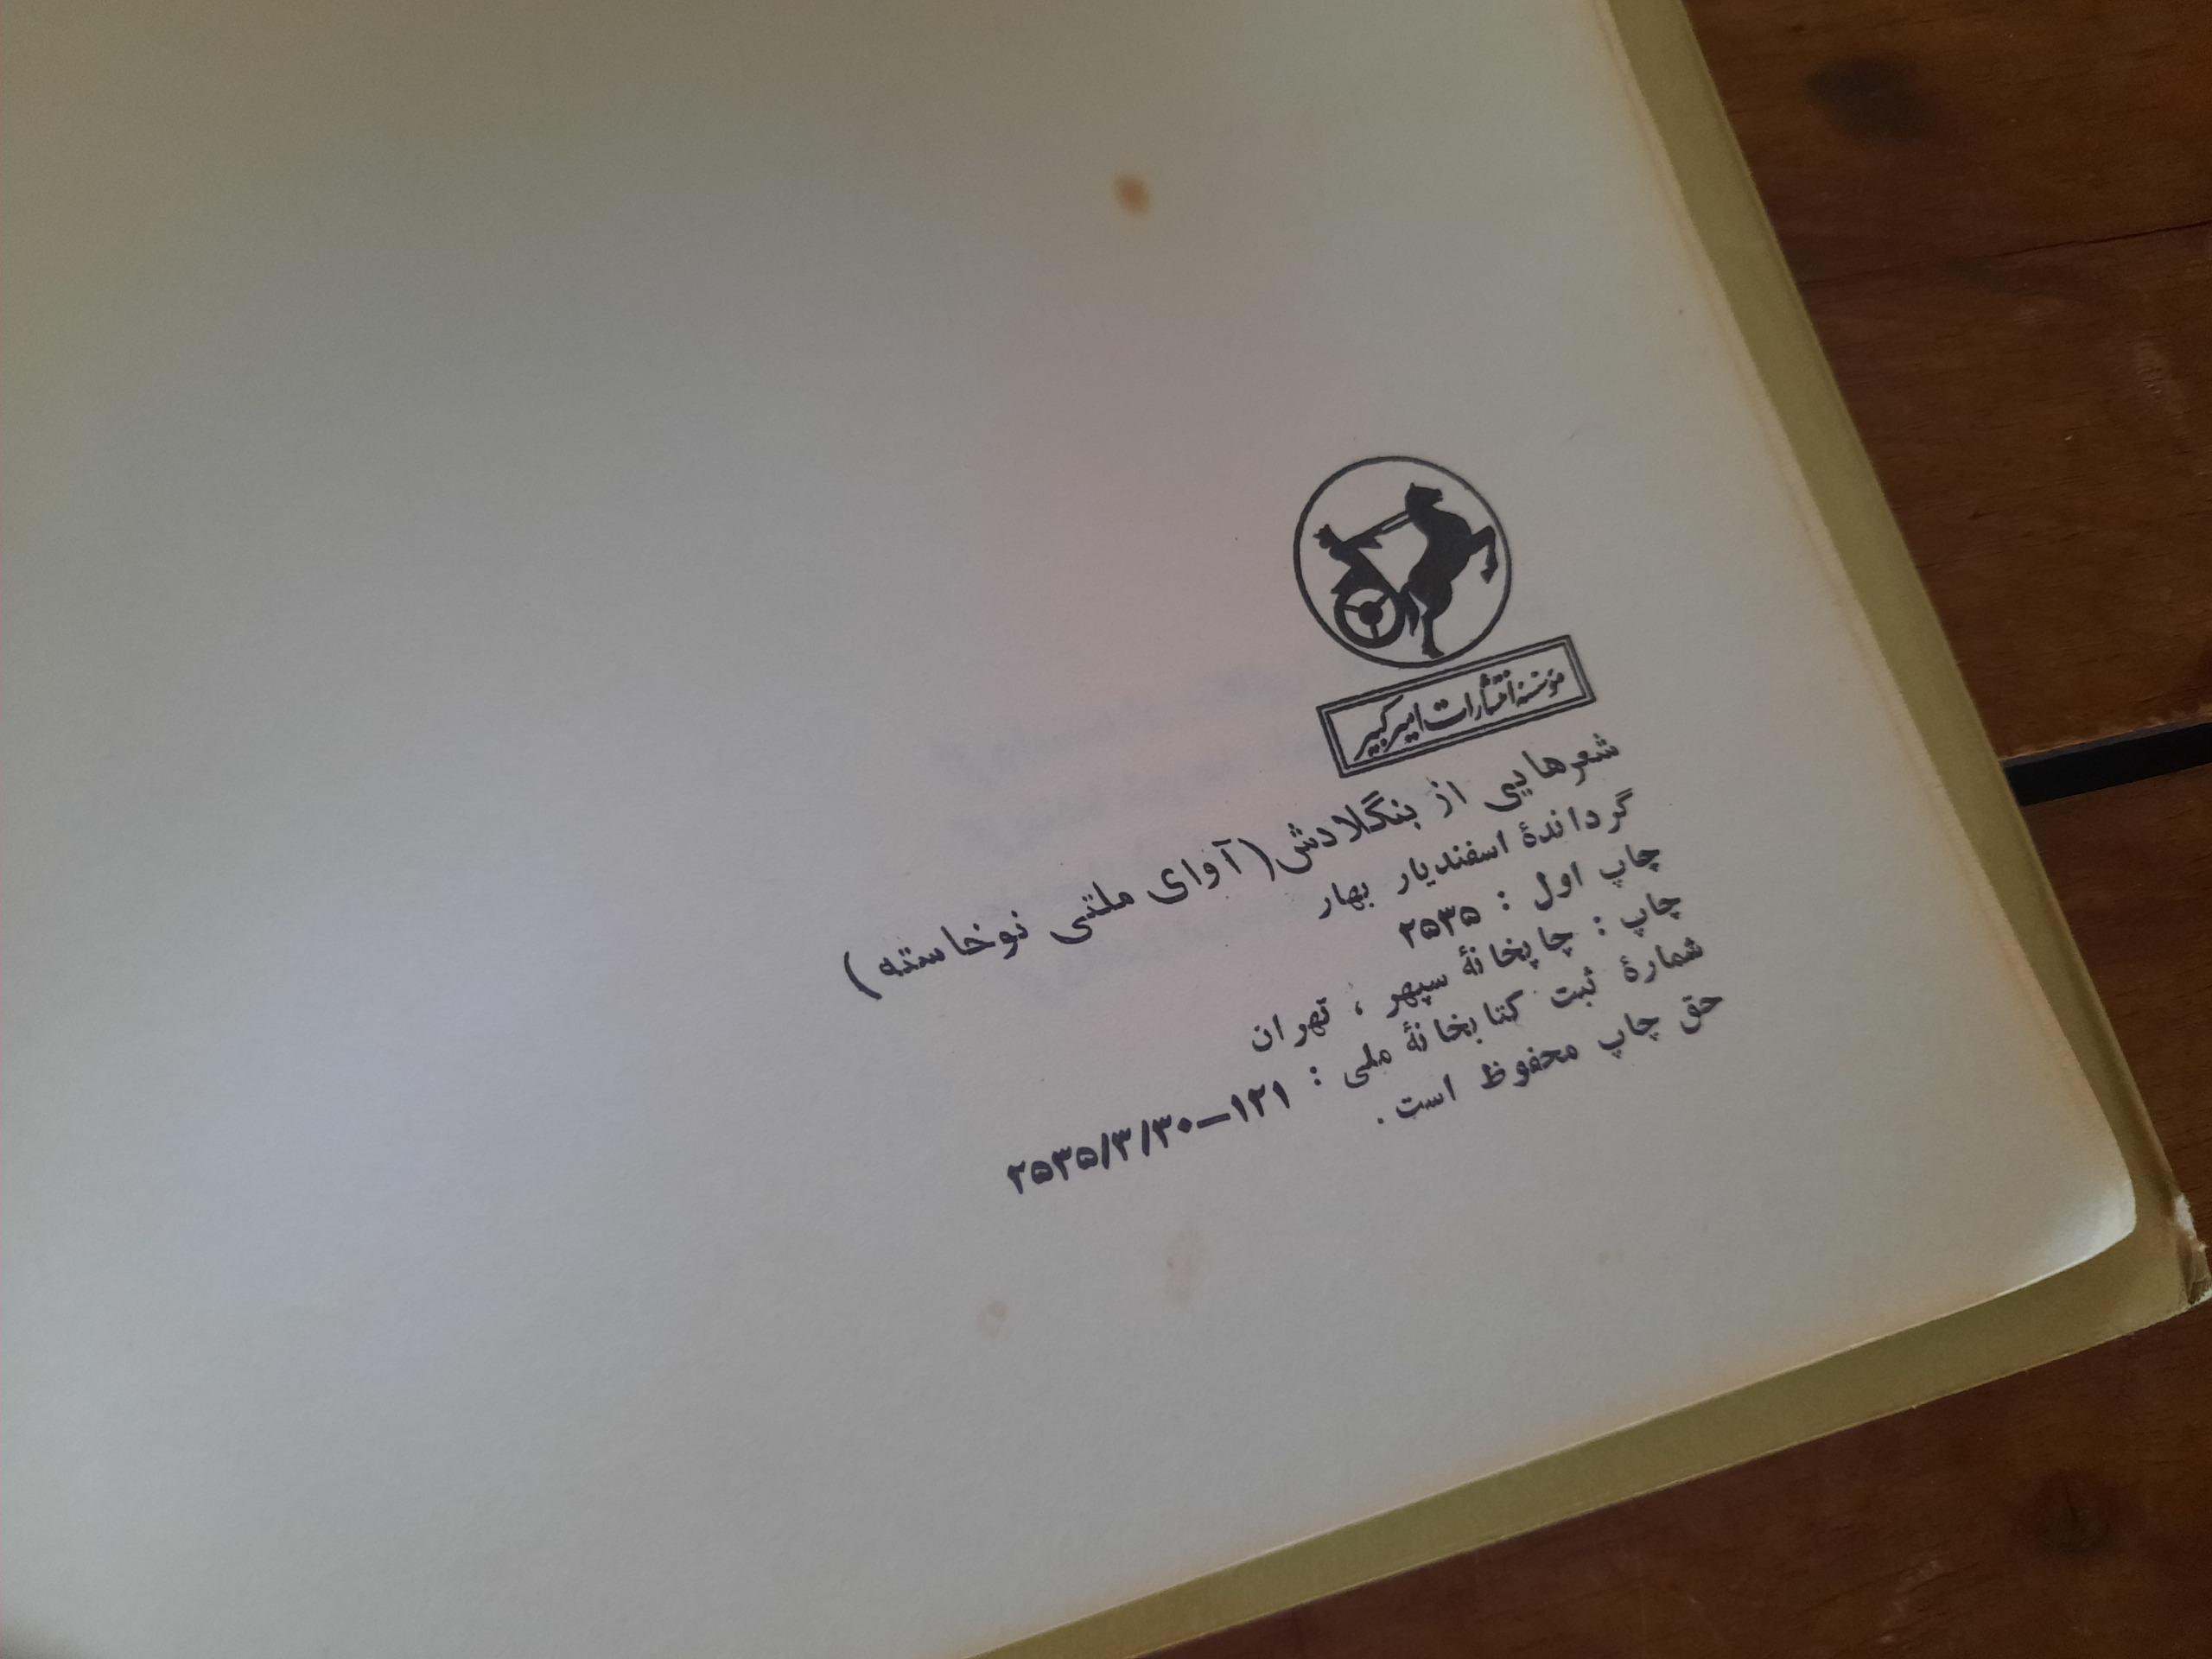 مؤسسه انتشارات امیرکبیر
شعرهایی از بنگلادش (آوای ملتی نوخاسته)
گردانندهٔ اسفندیار بهار
چاپ اول : ۲۵۳۵
چاپ : چاپخانهٔ سپهر ، تهران
شمارهٔ ثبت کتابخانهٔ ملی : ۱۲۱–۲۵۳۵/۳/۳۰
حق چاپ محفوظ است .